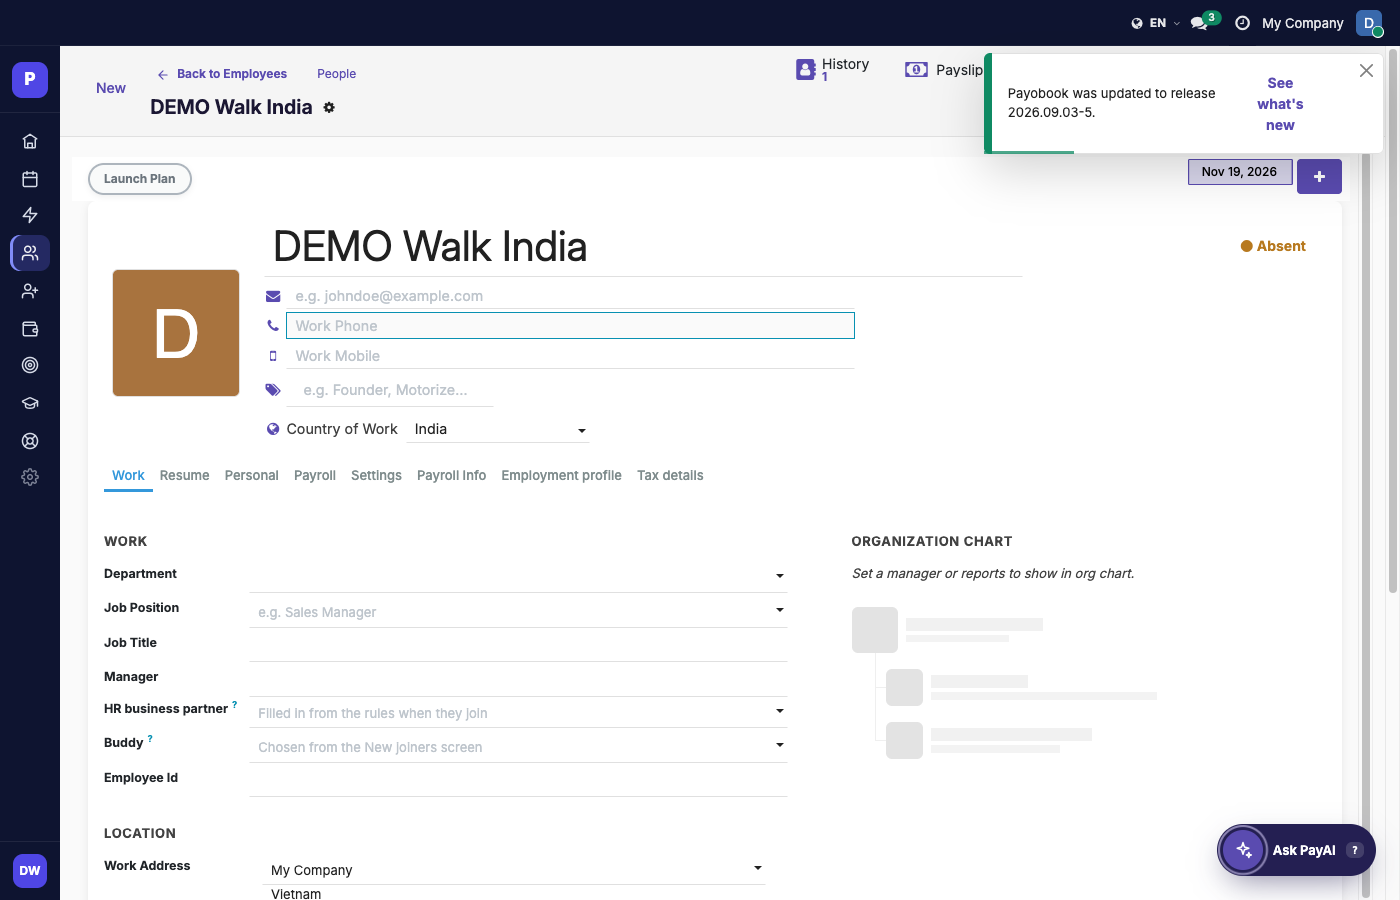 EN
3
My Company
D
P
New
Back to Employees
People
DEMO Walk India
History
1
Payslip
Payobook was updated to release
2026.09.03-5.
See
what's
new
Launch Plan
Nov 19, 2026
+
DEMO Walk India
Absent
D
e.g. johndoe@example.com
Work Phone
Work Mobile
e.g. Founder, Motorize...
Country of Work
India
Work
Resume
Personal
Payroll
Settings
Payroll Info
Employment profile
Tax details
WORK
ORGANIZATION CHART
Department
Set a manager or reports to show in org chart.
Job Position
e.g. Sales Manager
Job Title
Manager
HR business partner ?
Filled in from the rules when they join
Buddy ?
Chosen from the New joiners screen
Employee Id
LOCATION
Work Address
My Company
Vietnam
Ask PayAI
?
DW